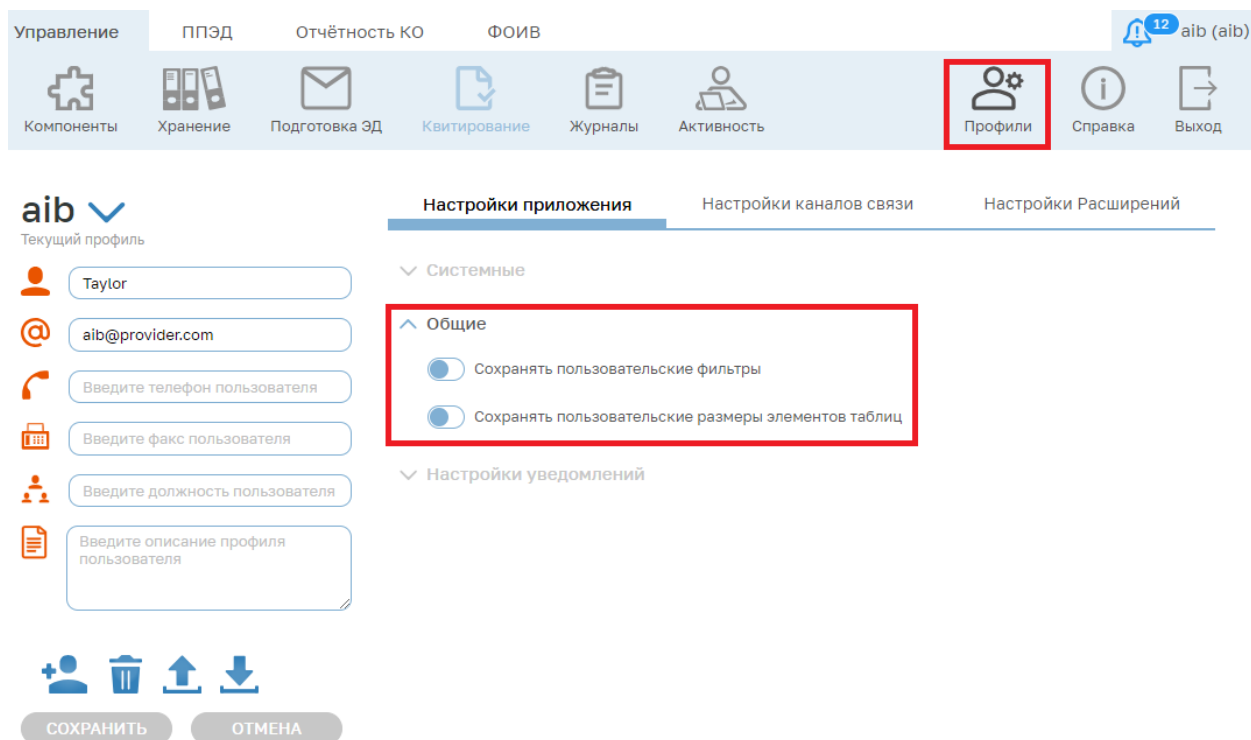 Управление ППЭД Отчётность КО ФОИВ 12 aib (aib)
Компоненты Хранение Подготовка ЭД Квитирование Журналы Активность Профили Справка Выход
aib
Текущий профиль
Настройки приложения Настройки каналов связи Настройки Расширений
Taylor
aib@provider.com
Введите телефон пользователя
Введите факс пользователя
Введите должность пользователя
Введите описание профиля
пользователя
СОХРАНИТЬ ОТМЕНА
Системные
Общие
Сохранять пользовательские фильтры
Сохранять пользовательские размеры элементов таблиц
Настройки уведомлений